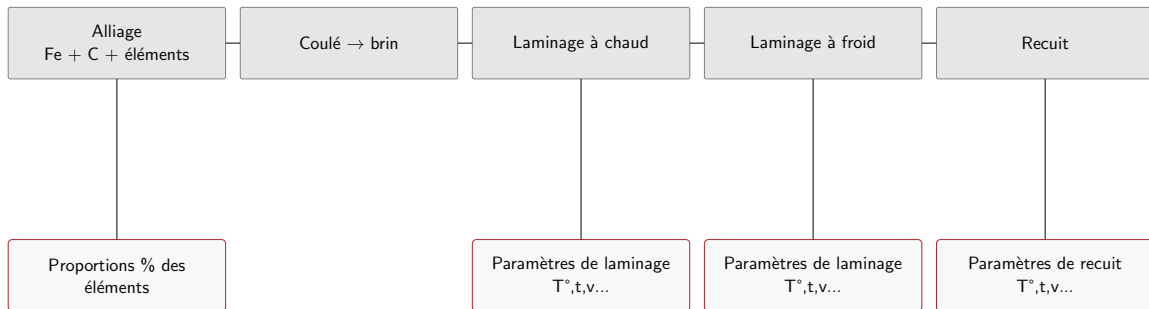 Alliage
Fe + C + éléments
Coulé → brin
Laminage à chaud
Laminage à froid
Recuit
Proportions % des
éléments
Paramètres de laminage
T°,t,v...
Paramètres de laminage
T°,t,v...
Paramètres de recuit
T°,t,v...